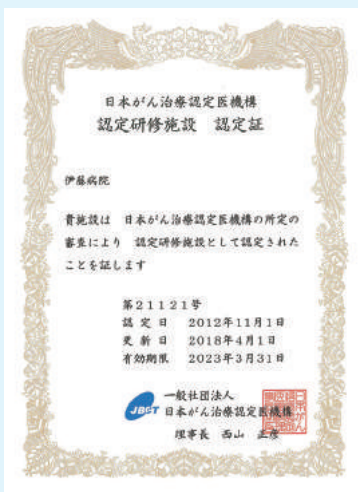 日本がん治療認定医機構
認定研修施設 認定証
伊藤病院
貴施設は 日本がん治療認定医機構の所定の
審査により 認定研修施設として認定された
ことを証します
第21121号
認定日 2012年11月1日
更新日 2018年4月1日
有効期限 2023年3月31日
一般社団法人
JBCT 日本がん治療認定医機構
理事長 西山 正彦